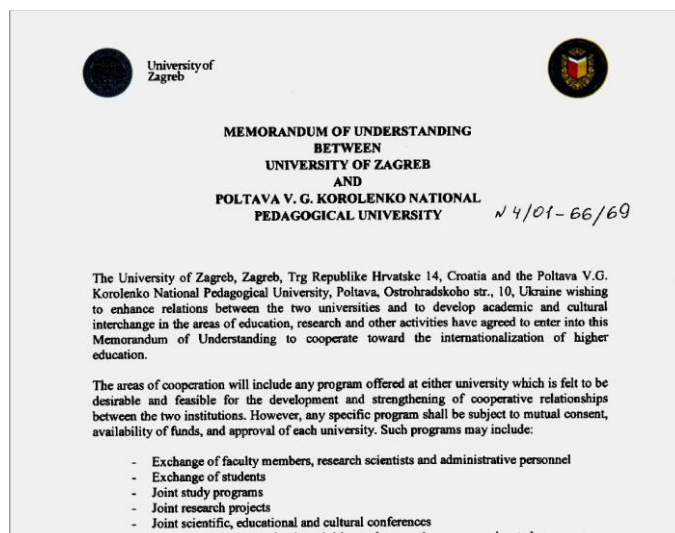 University of
Zagreb
MEMORANDUM OF UNDERSTANDING
BETWEEN
UNIVERSITY OF ZAGREB
AND
POLTAVA V. G. KOROLENKO NATIONAL
PEDAGOGICAL UNIVERSITY
N 4/01-66/69
The University of Zagreb, Zagreb, Trg Republike Hrvatske 14, Croatia and the Poltava V.G.
Korolenko National Pedagogical University, Poltava, Ostrohradskoho str., 10, Ukraine wishing
to enhance relations between the two universities and to develop academic and cultural
interchange in the areas of education, research and other activities have agreed to enter into this
Memorandum of Understanding to cooperate toward the internationalization of higher
education.
The areas of cooperation will include any program offered at either university which is felt to be
desirable and feasible for the development and strengthening of cooperative relationships
between the two institutions. However, any specific program shall be subject to mutual consent,
availability of funds, and approval of each university. Such programs may include:
- Exchange of faculty members, research scientists and administrative personnel
- Exchange of students
- Joint study programs
- Joint research projects
- Joint scientific, educational and cultural conferences